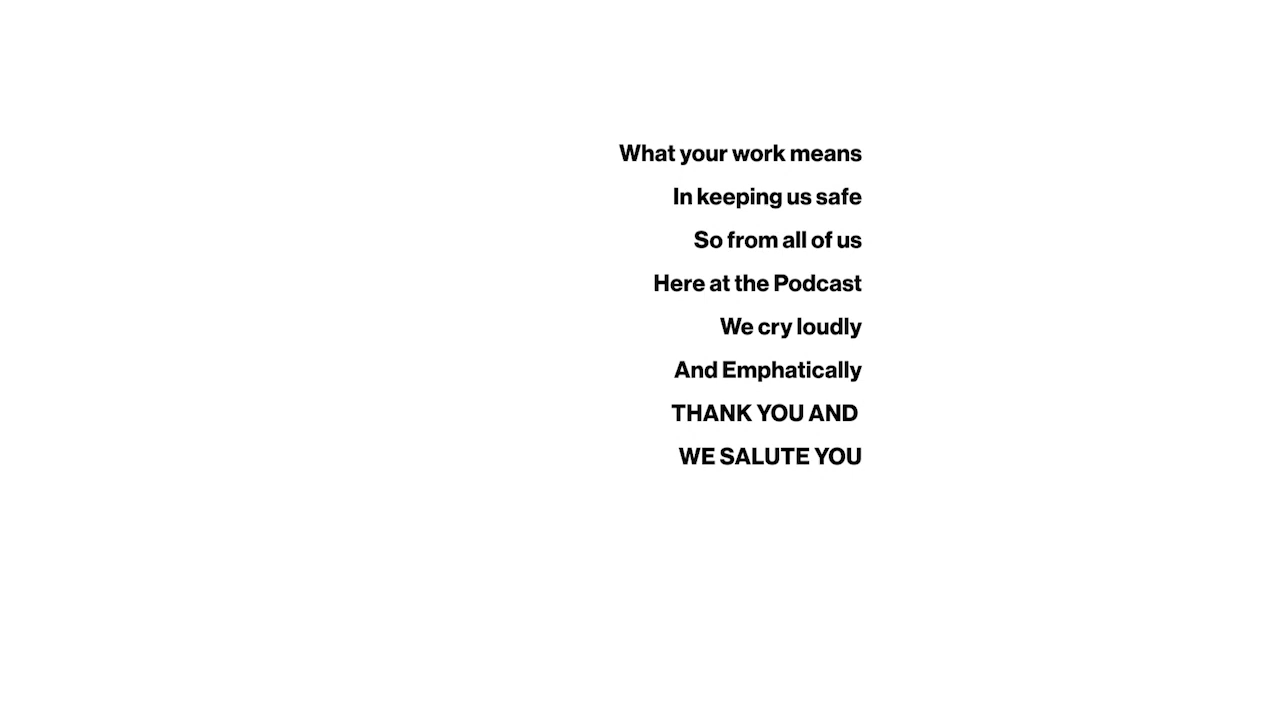 What your work means
In keeping us safe
So from all of us
Here at the Podcast
We cry loudly
And Emphatically
THANK YOU AND
WE SALUTE YOU